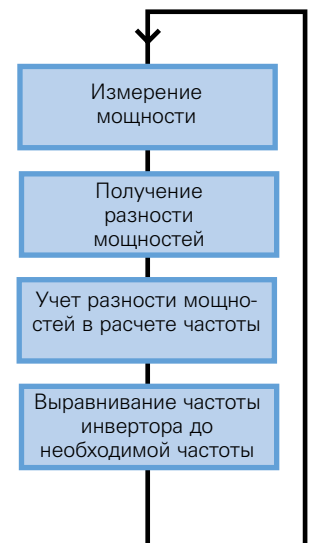 Измерение
мощности
Получение
разности
мощностей
Учет разности мощно-
стей в расчете частоты
Выравнивание частоты
инвертора до
необходимой частоты